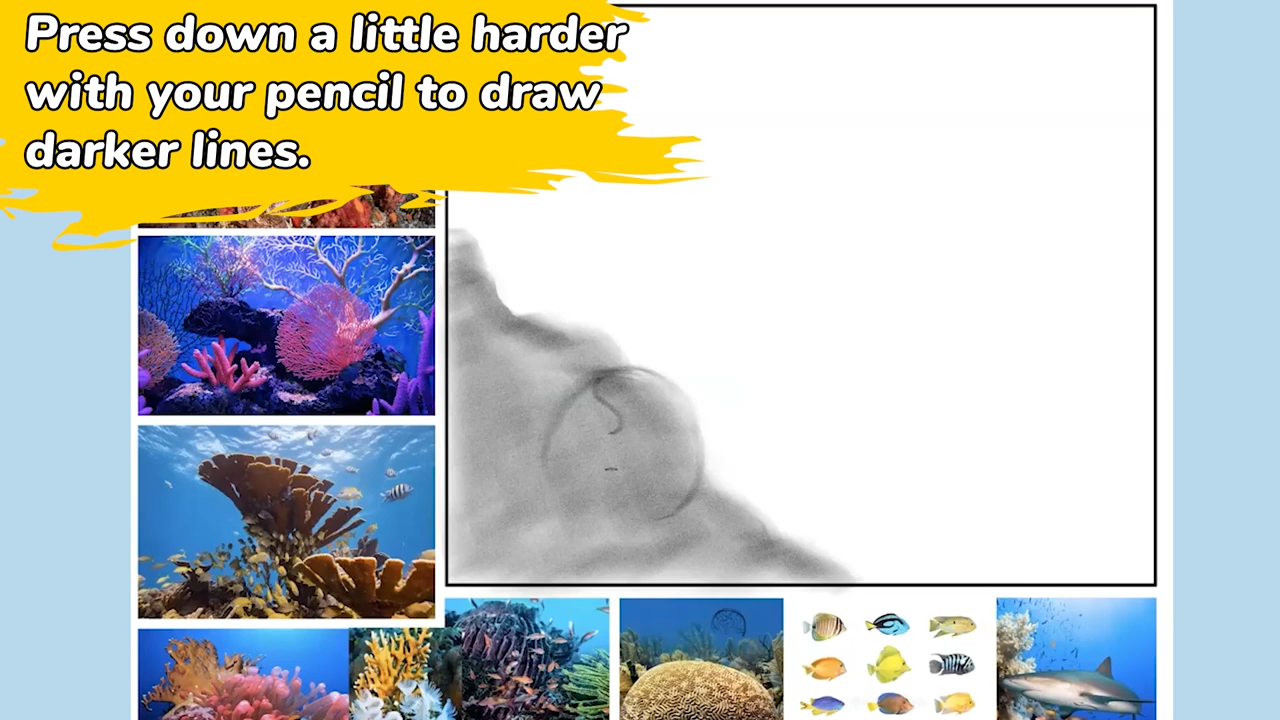 Press down a little harder
with your pencil to draw
darker lines.